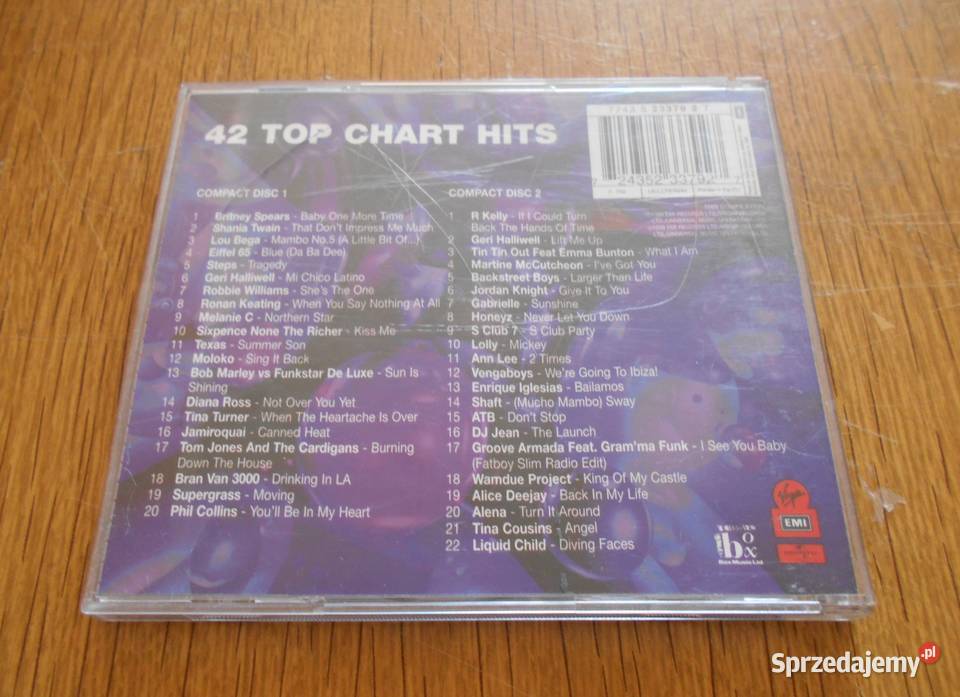 42 TOP CHART HITS
COMPACT DISC 1
1 Britney Spears - Baby One More Time
2 Shania Twain - That Don't Impress Me Much
3 Lou Bega - Mambo No.5 (A Little Bit Of...)
4 Eiffel 65 - Blue (Da Ba Dee)
5 Steps - Tragedy
6 Geri Halliwell - Mi Chico Latino
7 Robbie Williams - She's The One
8 Ronan Keating - When You Say Nothing At All
9 Melanie C - Northern Star
10 Sixpence None The Richer - Kiss Me
11 Texas - Summer Son
12 Moloko - Sing It Back
13 Bob Marley vs Funkstar De Luxe - Sun Is
Shining
14 Diana Ross - Not Over You Yet
15 Tina Turner - When The Heartache Is Over
16 Jamiroquai - Canned Heat
17 Tom Jones And The Cardigans - Burning
Down The House
18 Bran Van 3000 - Drinking In LA
19 Supergrass - Moving
20 Phil Collins - You'll Be In My Heart
COMPACT DISC 2
1 R Kelly - If I Could Turn
Back The Hands Of Time
2 Geri Halliwell - Lift Me Up
3 Tin Tin Out Feat Emma Bunton - What I Am
4 Martine McCutcheon - I've Got You
5 Backstreet Boys - Larger Than Life
6 Jordan Knight - Give It To You
7 Gabrielle - Sunshine
8 Honeyz - Never Let You Down
9 S Club 7 - S Club Party
10 Lolly - Mickey
11 Ann Lee - 2 Times
12 Vengaboys - We're Going To Ibiza!
13 Enrique Iglesias - Bailamos
14 Shaft - (Mucho Mambo) Sway
15 ATB - Don't Stop
16 DJ Jean - The Launch
17 Groove Armada Feat. Gram'ma Funk - I See You Baby
(Fatboy Slim Radio Edit)
18 Wamdue Project - King Of My Castle
19 Alice Deejay - Back In My Life
20 Alena - Turn It Around
21 Tina Cousins - Angel
22 Liquid Child - Diving Faces
Virgin
EMI
box
Box Music Ltd
Sprzedajemy.pl